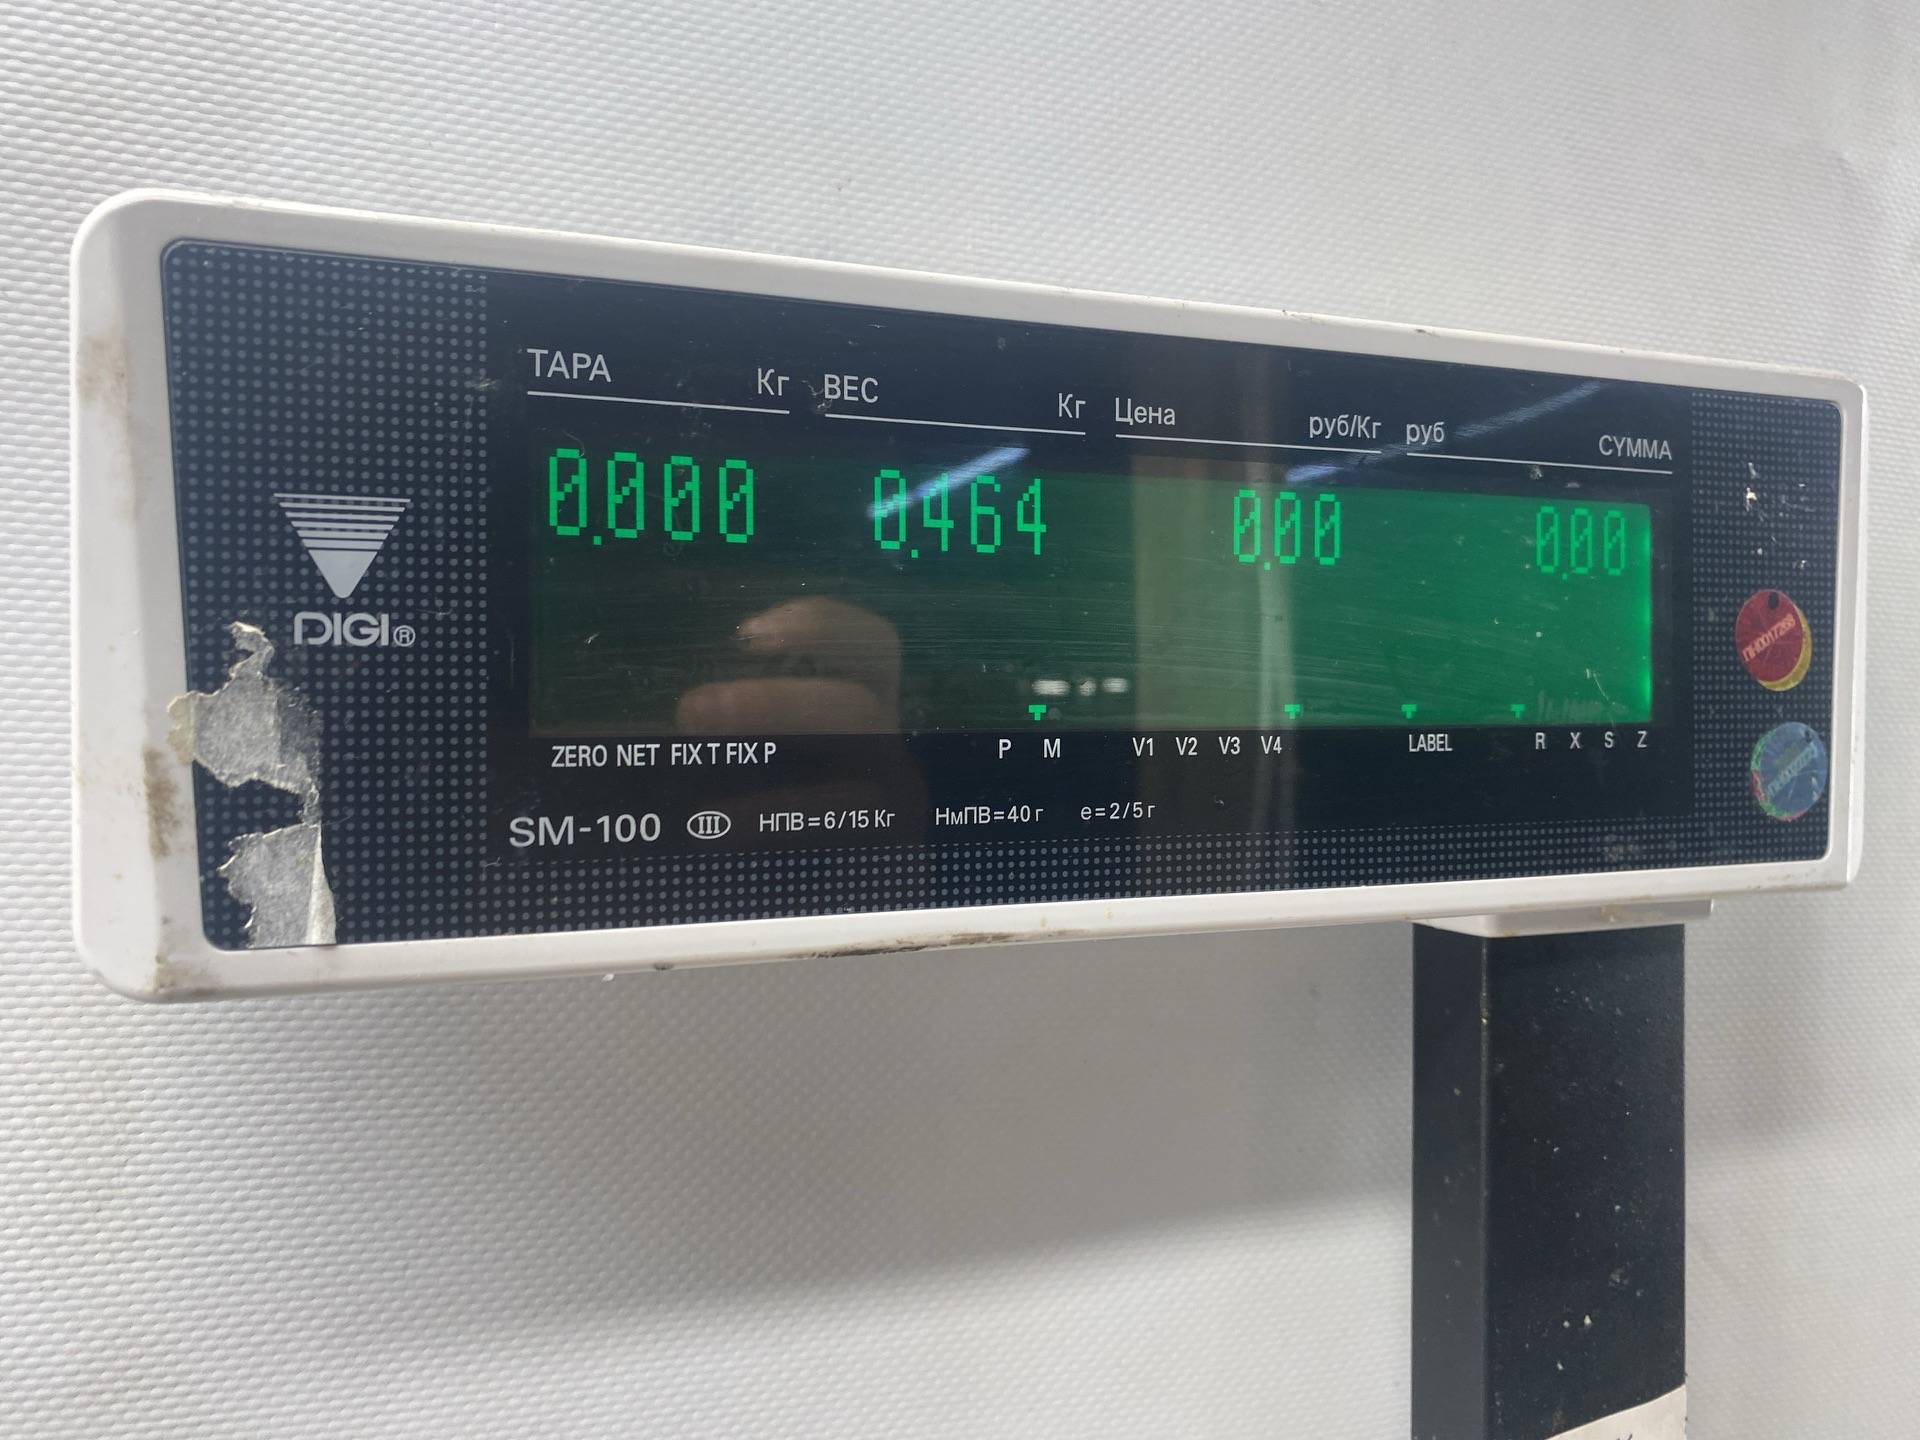 ТАРА Кг ВЕС Кг Цена руб/Кг руб СУММА
0.000 0.464 0.00 0.00
DIGI®
ZERO NET FIX T FIX P P M V1 V2 V3 V4 LABEL R X S Z
SM-100 III НПВ=6/15 Кг НмПВ=40 г e=2/5 г